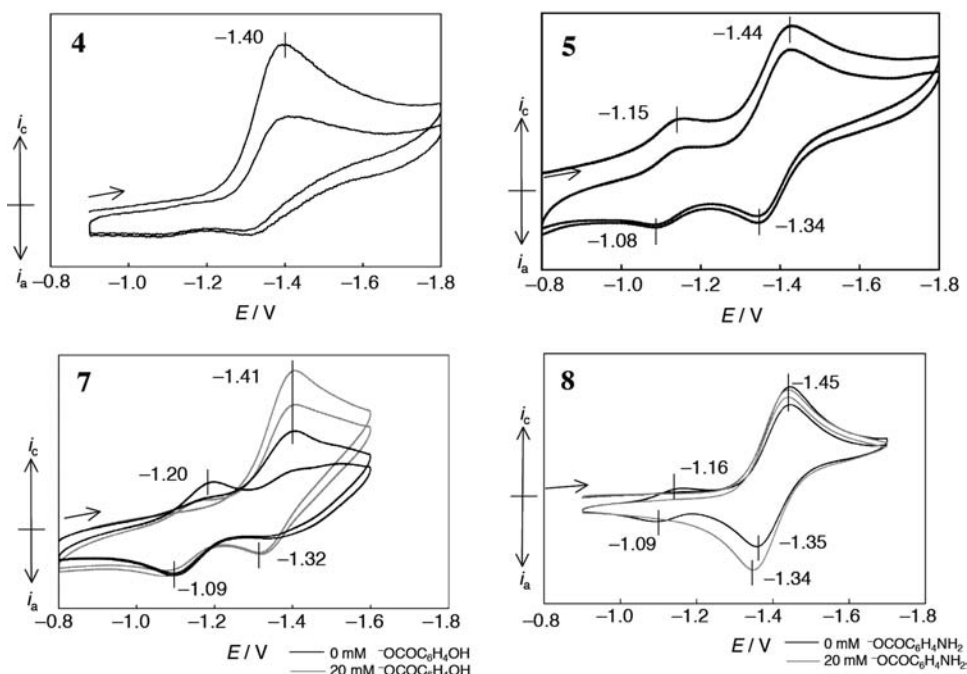 4
−1.40
i_c
i_a
−0.8 −1.0 −1.2 −1.4 −1.6 −1.8
E / V
5
−1.44
−1.15
−1.08
−1.34
i_c
i_a
−0.8 −1.0 −1.2 −1.4 −1.6 −1.8
E / V
7
−1.41
−1.20
−1.32
−1.09
i_c
i_a
−0.8 −1.0 −1.2 −1.4 −1.6 −1.8
E / V
0 mM ⁻OCOC₆H₄OH
20 mM ⁻OCOC₆H₄OH
8
−1.45
−1.16
−1.09
−1.35
−1.34
i_c
i_a
−0.8 −1.0 −1.2 −1.4 −1.6 −1.8
E / V
0 mM ⁻OCOC₆H₄NH₂
20 mM ⁻OCOC₆H₄NH₂